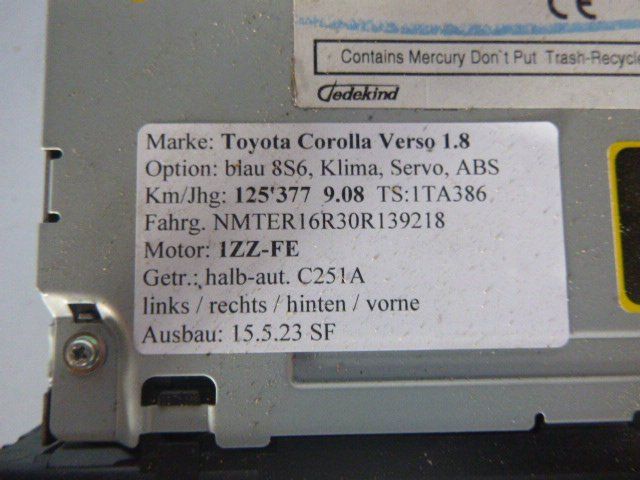 CE
Contains Mercury Don't Put Trash-Recycle
Jedekind
Marke: Toyota Corolla Verso 1.8
Option: blau 8S6, Klima, Servo, ABS
Km/Jhg: 125'377 9.08 TS:1TA386
Fahrg. NMTER16R30R139218
Motor: 1ZZ-FE
Getr.: halb-aut. C251A
links / rechts / hinten / vorne
Ausbau: 15.5.23 SF